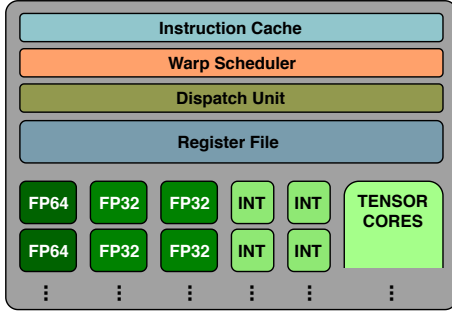 Instruction Cache
Warp Scheduler
Dispatch Unit
Register File
FP64 FP32 FP32 INT INT TENSOR
CORES
FP64 FP32 FP32 INT INT